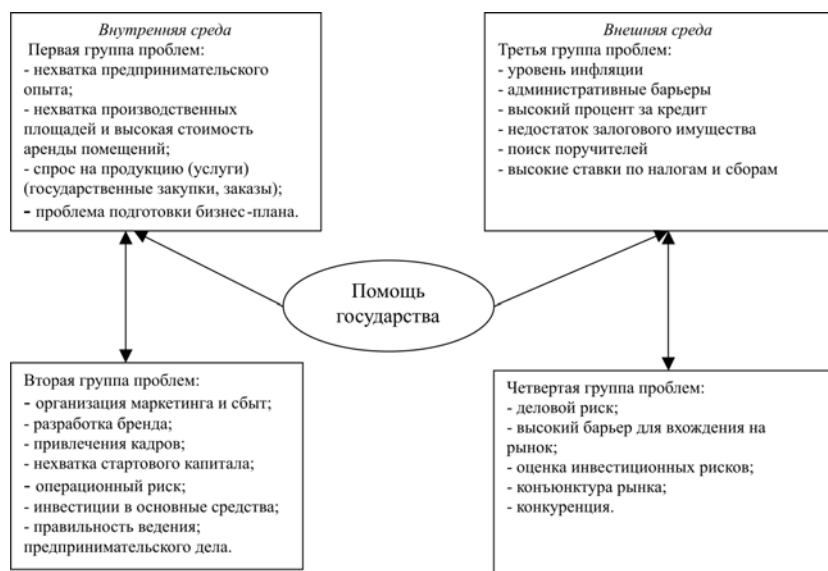 Внутренняя среда
Первая группа проблем:
- нехватка предпринимательского
опыта;
- нехватка производственных
площадей и высокая стоимость
аренды помещений;
- спрос на продукцию (услуги)
(государственные закупки, заказы);
- проблема подготовки бизнес-плана.
Внешняя среда
Третья группа проблем:
- уровень инфляции
- административные барьеры
- высокий процент за кредит
- недостаток залогового имущества
- поиск поручителей
- высокие ставки по налогам и сборам
Помощь
государства
Вторая группа проблем:
- организация маркетинга и сбыт;
- разработка бренда;
- привлечения кадров;
- нехватка стартового капитала;
- операционный риск;
- инвестиции в основные средства;
- правильность ведения;
предпринимательского дела.
Четвертая группа проблем:
- деловой риск;
- высокий барьер для вхождения на
рынок;
- оценка инвестиционных рисков;
- конъюнктура рынка;
- конкуренция.